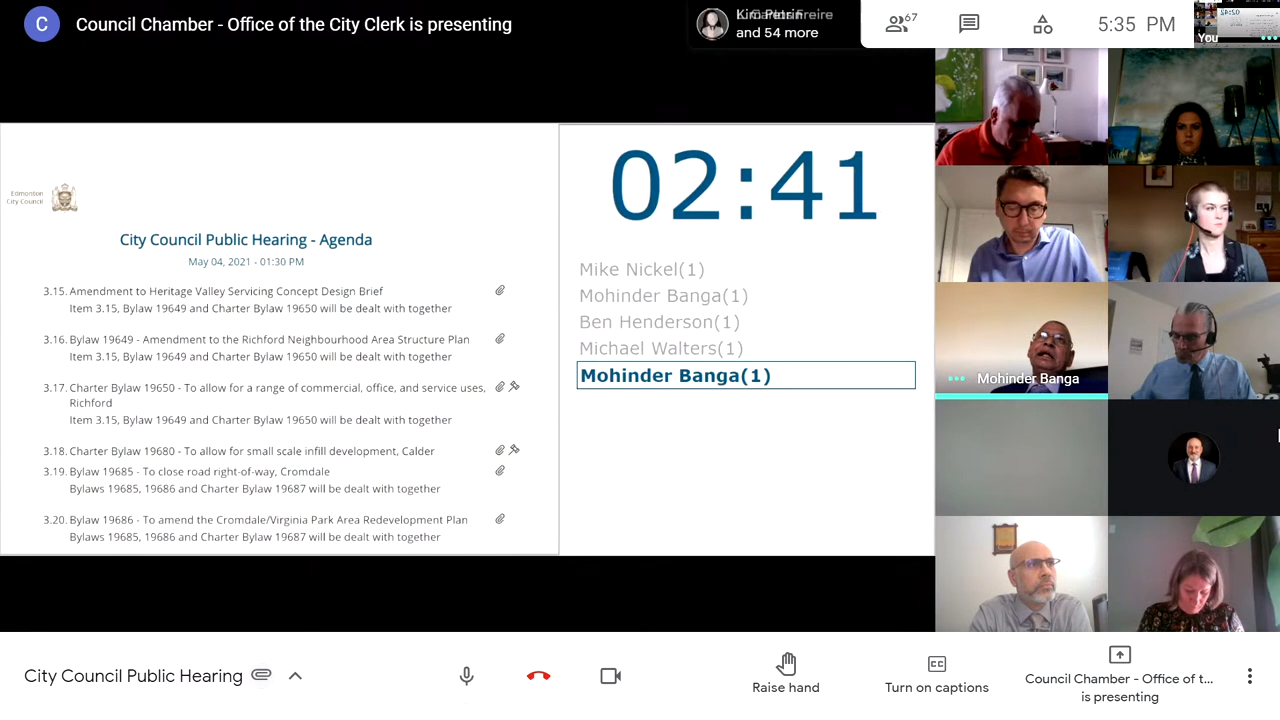 C Council Chamber - Office of the City Clerk is presenting
and 54 more
67
5:35 PM
You
Edmonton
City Council
City Council Public Hearing - Agenda
May 04, 2021 - 01:30 PM
3.15. Amendment to Heritage Valley Servicing Concept Design Brief
Item 3.15, Bylaw 19649 and Charter Bylaw 19650 will be dealt with together
3.16. Bylaw 19649 - Amendment to the Richford Neighbourhood Area Structure Plan
Item 3.15, Bylaw 19649 and Charter Bylaw 19650 will be dealt with together
3.17. Charter Bylaw 19650 - To allow for a range of commercial, office, and service uses,
Richford
Item 3.15, Bylaw 19649 and Charter Bylaw 19650 will be dealt with together
3.18. Charter Bylaw 19680 - To allow for small scale infill development, Calder
3.19. Bylaw 19685 - To close road right-of-way, Cromdale
Bylaws 19685, 19686 and Charter Bylaw 19687 will be dealt with together
3.20. Bylaw 19686 - To amend the Cromdale/Virginia Park Area Redevelopment Plan
Bylaws 19685, 19686 and Charter Bylaw 19687 will be dealt with together
02:41
Mike Nickel(1)
Mohinder Banga(1)
Ben Henderson(1)
Michael Walters(1)
Mohinder Banga(1)
Mohinder Banga
City Council Public Hearing
Raise hand
CC
Turn on captions
Council Chamber - Office of t...
is presenting